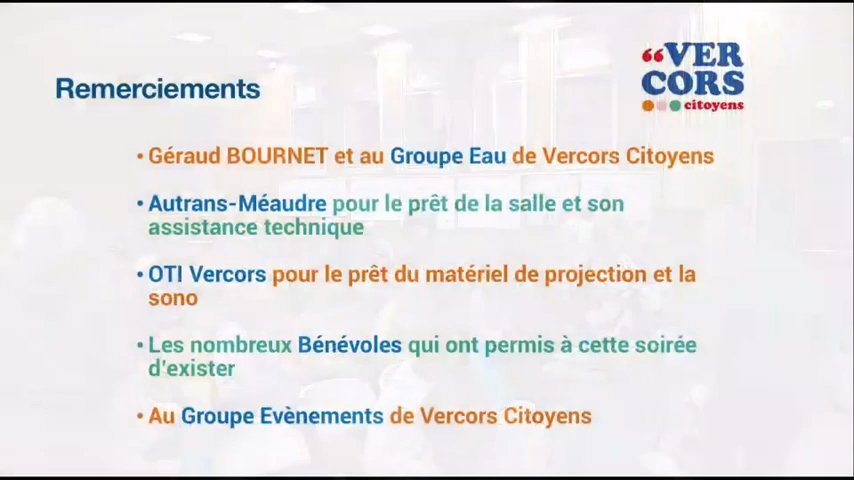 “VER
CORS
citoyens
Remerciements
• Géraud BOURNET et au Groupe Eau de Vercors Citoyens
• Autrans-Méaudre pour le prêt de la salle et son
assistance technique
• OTI Vercors pour le prêt du matériel de projection et la
sono
• Les nombreux Bénévoles qui ont permis à cette soirée
d'exister
• Au Groupe Evènements de Vercors Citoyens